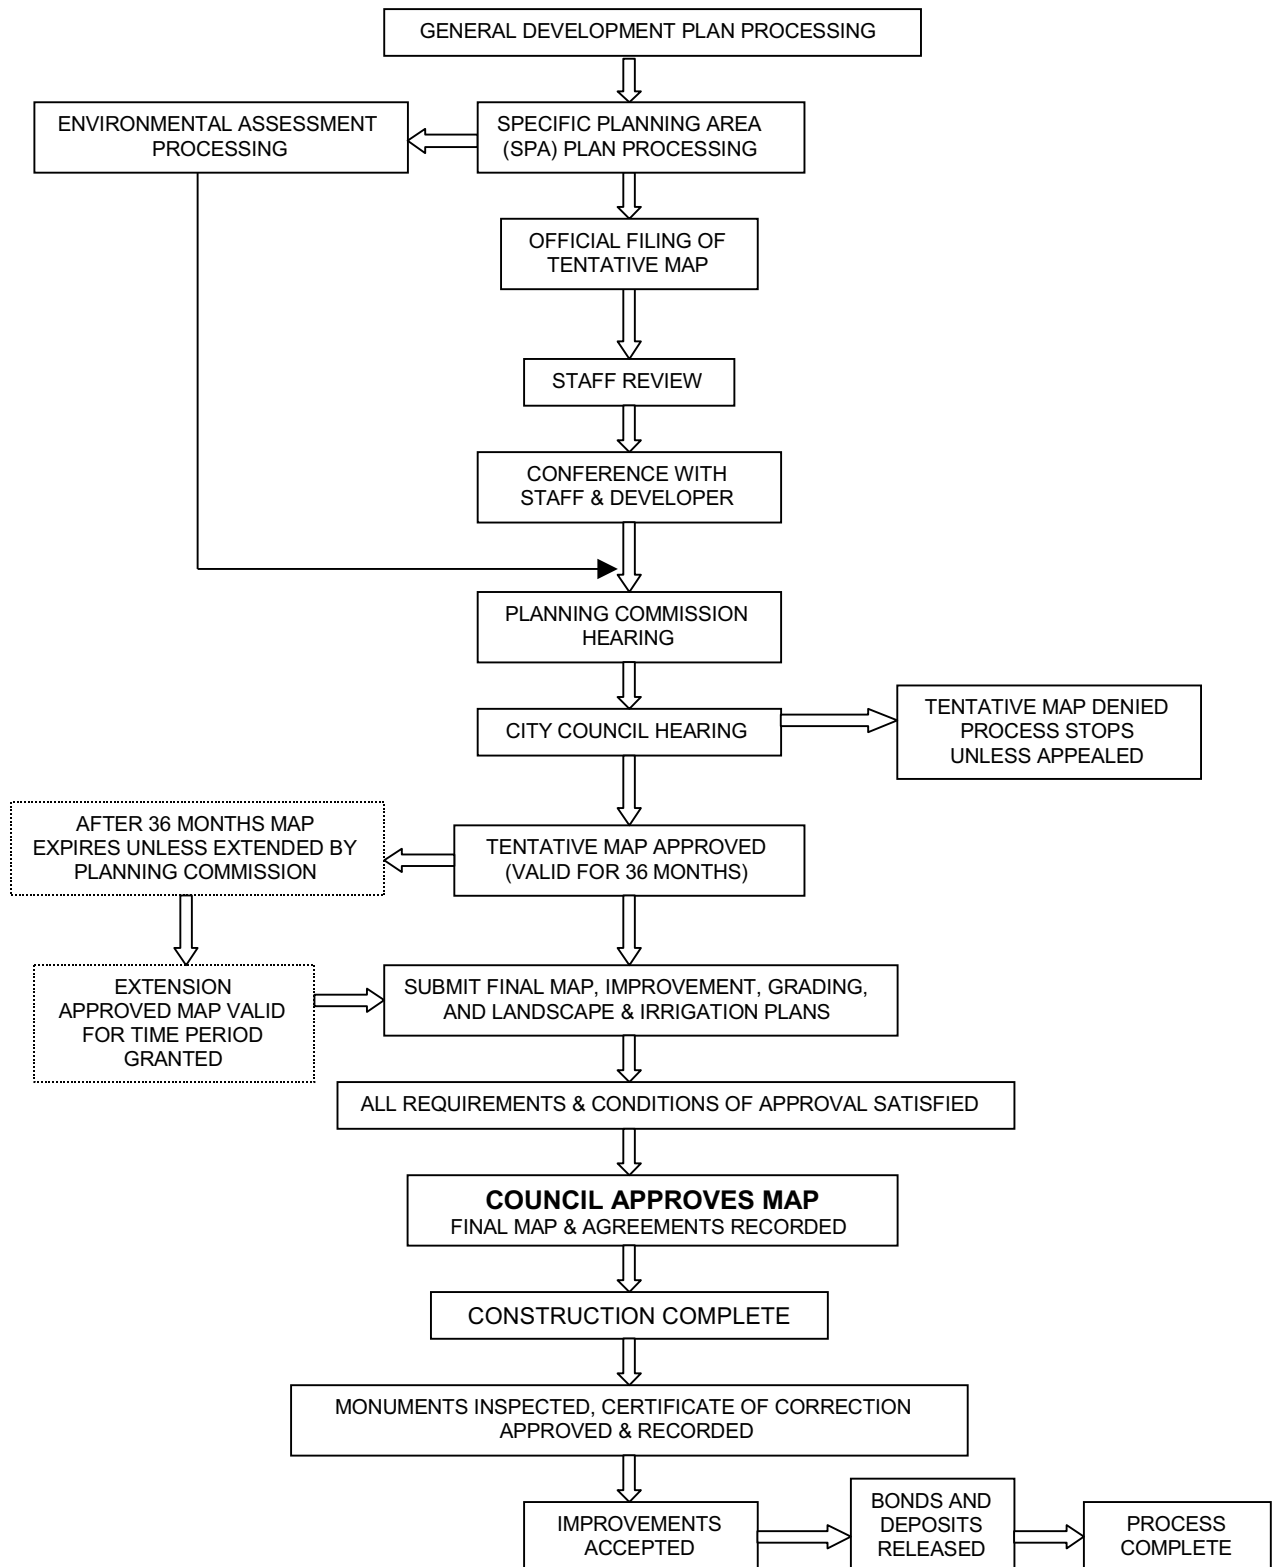 GENERAL DEVELOPMENT PLAN PROCESSING
ENVIRONMENTAL ASSESSMENT
PROCESSING
SPECIFIC PLANNING AREA
(SPA) PLAN PROCESSING
OFFICIAL FILING OF
TENTATIVE MAP
STAFF REVIEW
CONFERENCE WITH
STAFF & DEVELOPER
PLANNING COMMISSION
HEARING
CITY COUNCIL HEARING
TENTATIVE MAP DENIED
PROCESS STOPS
UNLESS APPEALED
AFTER 36 MONTHS MAP
EXPIRES UNLESS EXTENDED BY
PLANNING COMMISSION
TENTATIVE MAP APPROVED
(VALID FOR 36 MONTHS)
EXTENSION
APPROVED MAP VALID
FOR TIME PERIOD
GRANTED
SUBMIT FINAL MAP, IMPROVEMENT, GRADING,
AND LANDSCAPE & IRRIGATION PLANS
ALL REQUIREMENTS & CONDITIONS OF APPROVAL SATISFIED
COUNCIL APPROVES MAP
FINAL MAP & AGREEMENTS RECORDED
CONSTRUCTION COMPLETE
MONUMENTS INSPECTED, CERTIFICATE OF CORRECTION
APPROVED & RECORDED
IMPROVEMENTS
ACCEPTED
BONDS AND
DEPOSITS
RELEASED
PROCESS
COMPLETE